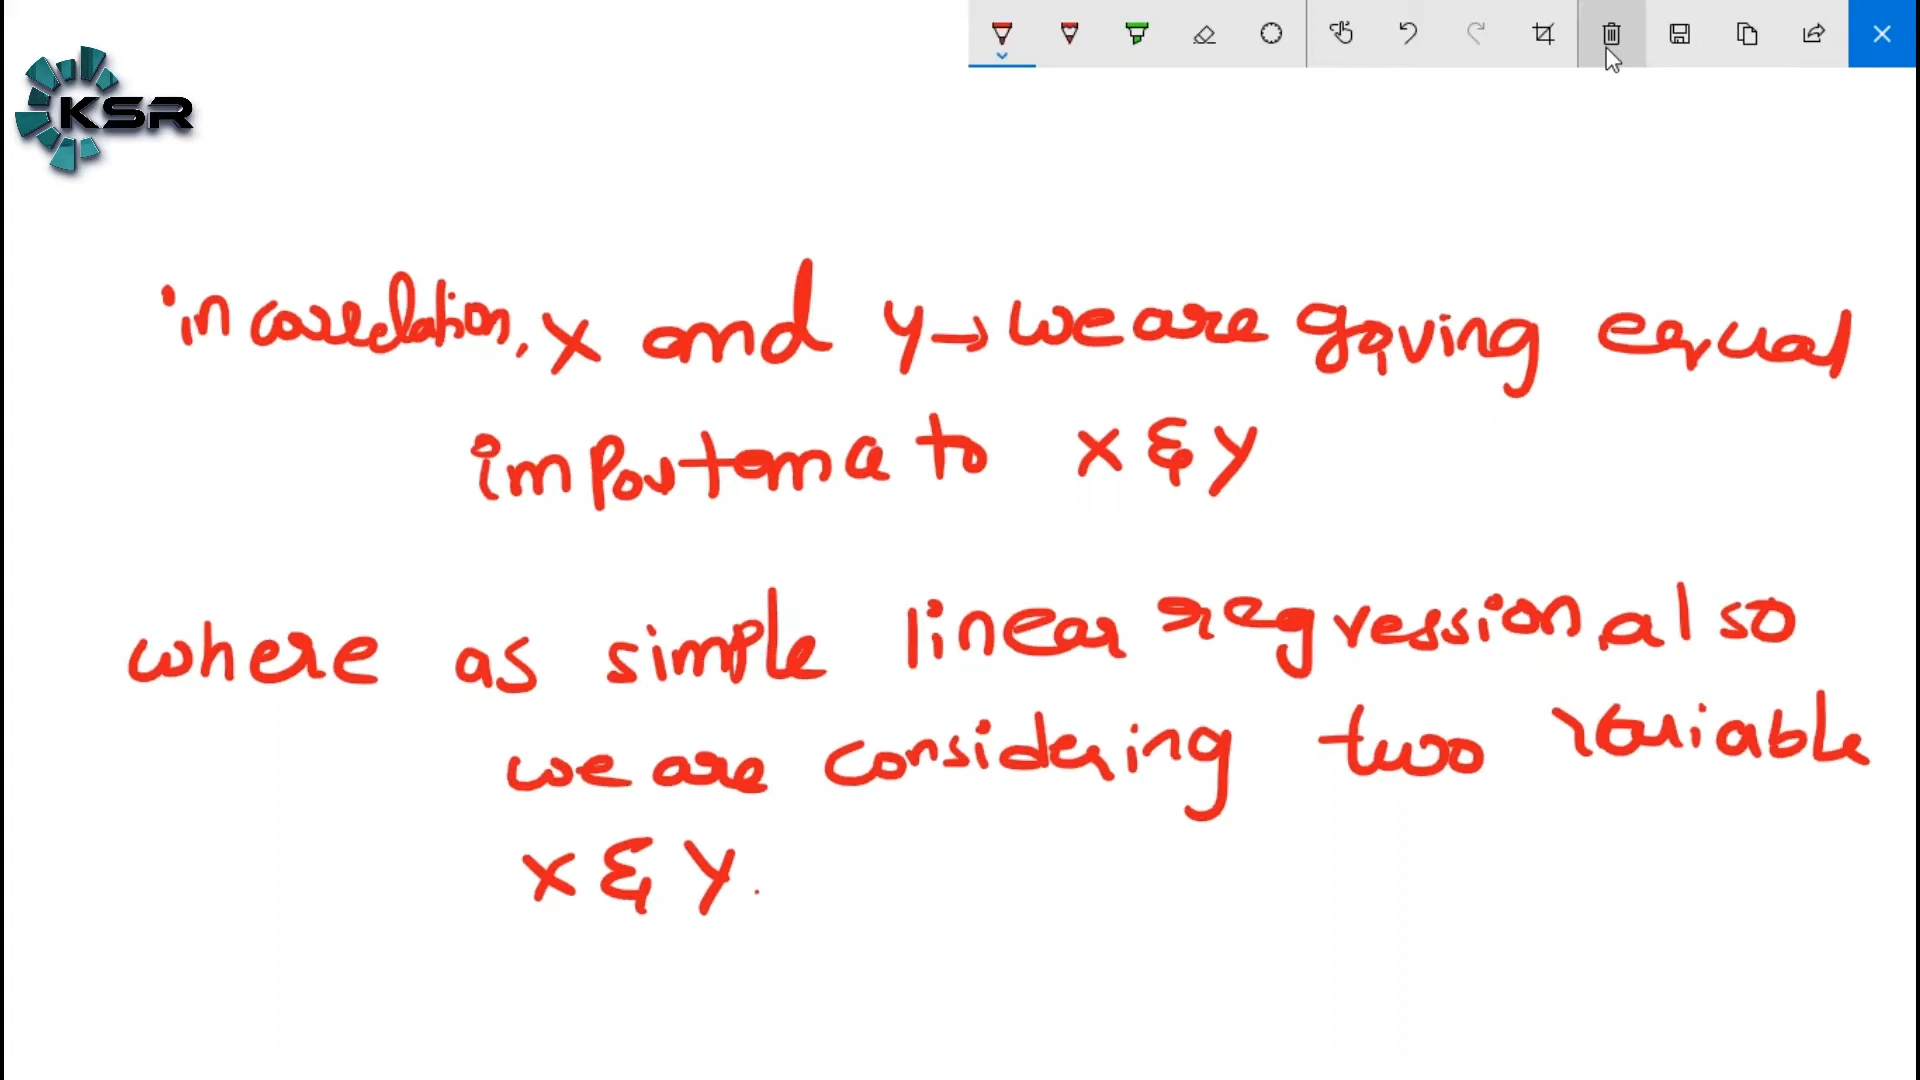 KSR
in correlation, x and y → we are giving equal
importance to x & y
where as simple linear regression also
we are considering two variable
x & y.